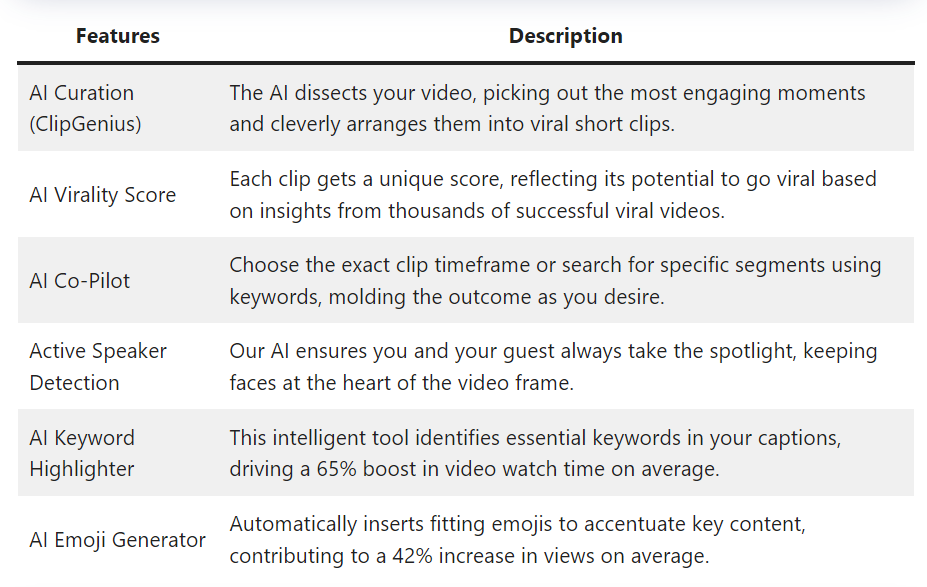 Features Description
AI Curation
(ClipGenius)
The AI dissects your video, picking out the most engaging moments
and cleverly arranges them into viral short clips.
AI Virality Score
Each clip gets a unique score, reflecting its potential to go viral based
on insights from thousands of successful viral videos.
AI Co-Pilot
Choose the exact clip timeframe or search for specific segments using
keywords, molding the outcome as you desire.
Active Speaker
Detection
Our AI ensures you and your guest always take the spotlight, keeping
faces at the heart of the video frame.
AI Keyword
Highlighter
This intelligent tool identifies essential keywords in your captions,
driving a 65% boost in video watch time on average.
AI Emoji Generator
Automatically inserts fitting emojis to accentuate key content,
contributing to a 42% increase in views on average.